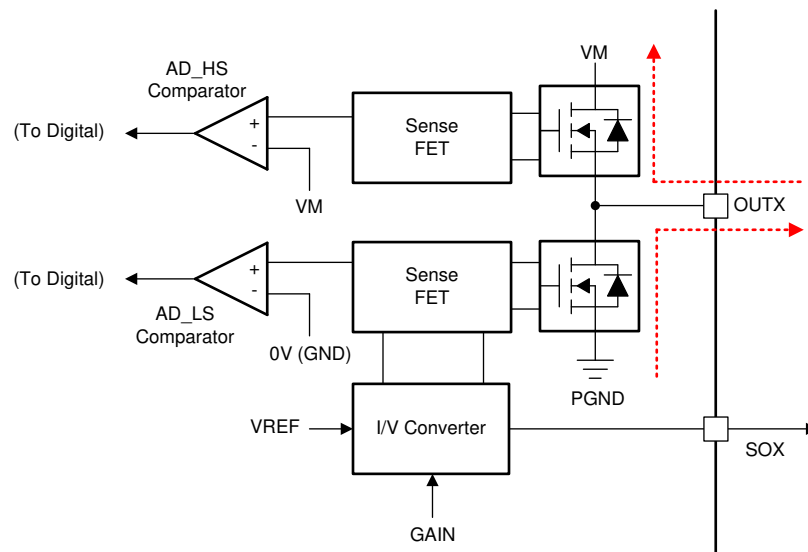 VM
AD_HS
Comparator
(To Digital)
+
-
Sense
FET
VM
OUTX
(To Digital)
+
-
Sense
FET
AD_LS
Comparator
0V (GND)
PGND
VREF
I/V Converter
SOX
GAIN